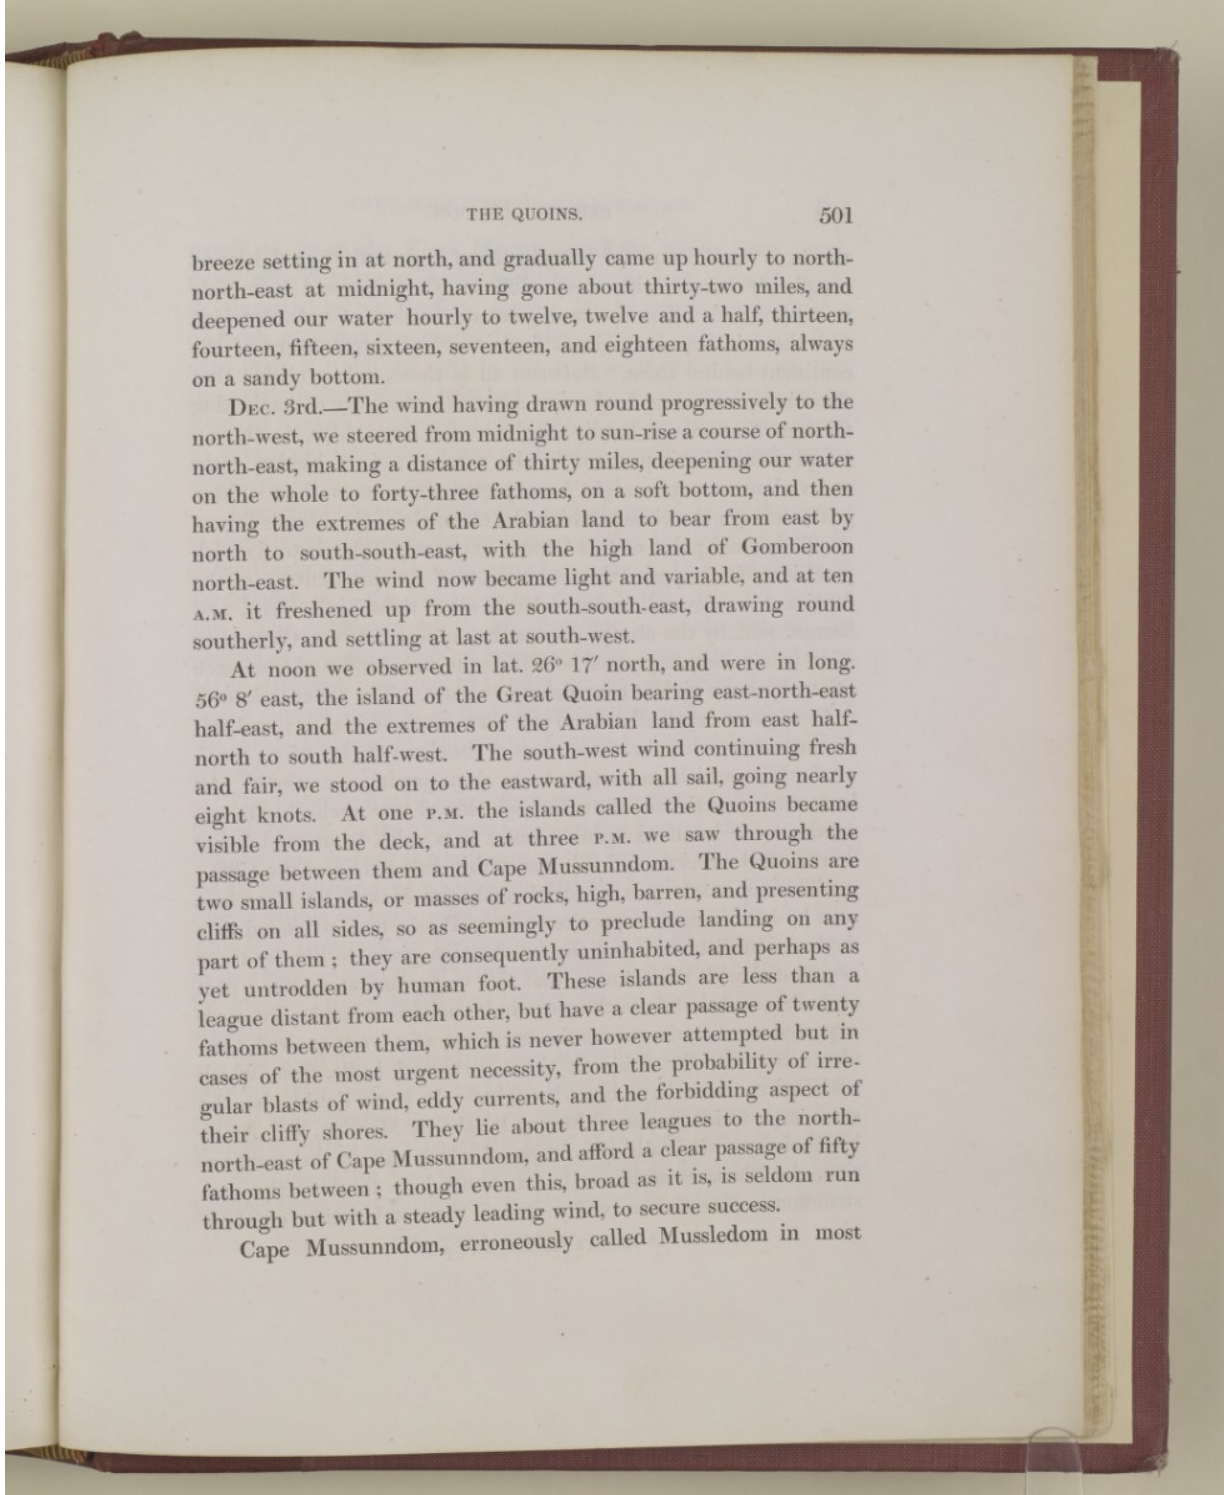 THE QUOINS. 501
breeze setting in at north, and gradually came up hourly to north-
north-east at midnight, having gone about thirty-two miles, and
deepened our water hourly to twelve, twelve and a half, thirteen,
fourteen, fifteen, sixteen, seventeen, and eighteen fathoms, always
on a sandy bottom.
DEC. 3rd.—The wind having drawn round progressively to the
north-west, we steered from midnight to sun-rise a course of north-
north-east, making a distance of thirty miles, deepening our water
on the whole to forty-three fathoms, on a soft bottom, and then
having the extremes of the Arabian land to bear from east by
north to south-south-east, with the high land of Gomberoon
north-east. The wind now became light and variable, and at ten
A.M. it freshened up from the south-south-east, drawing round
southerly, and settling at last at south-west.
At noon we observed in lat. 26° 17′ north, and were in long.
56° 8′ east, the island of the Great Quoin bearing east-north-east
half-east, and the extremes of the Arabian land from east half-
north to south half-west. The south-west wind continuing fresh
and fair, we stood on to the eastward, with all sail, going nearly
eight knots. At one P.M. the islands called the Quoins became
visible from the deck, and at three P.M. we saw through the
passage between them and Cape Mussunndom. The Quoins are
two small islands, or masses of rocks, high, barren, and presenting
cliffs on all sides, so as seemingly to preclude landing on any
part of them ; they are consequently uninhabited, and perhaps as
yet untrodden by human foot. These islands are less than a
league distant from each other, but have a clear passage of twenty
fathoms between them, which is never however attempted but in
cases of the most urgent necessity, from the probability of irre-
gular blasts of wind, eddy currents, and the forbidding aspect of
their cliffy shores. They lie about three leagues to the north-
north-east of Cape Mussunndom, and afford a clear passage of fifty
fathoms between ; though even this, broad as it is, is seldom run
through but with a steady leading wind, to secure success.
Cape Mussunndom, erroneously called Mussledom in most